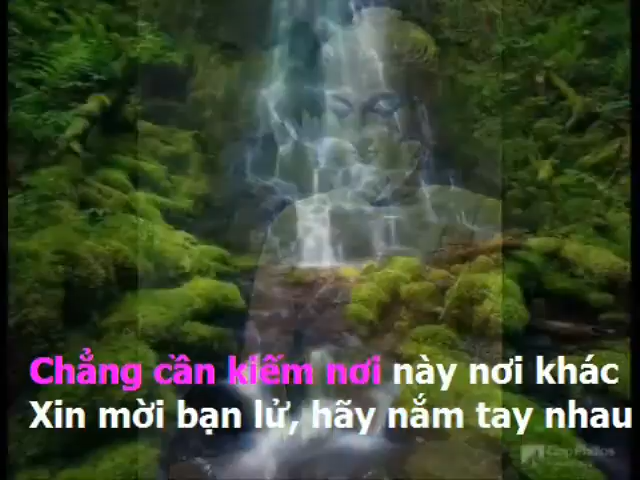 Chẳng cần kiếm nơi này nơi khác
Xin mời bạn lử, hãy nắm tay nhau